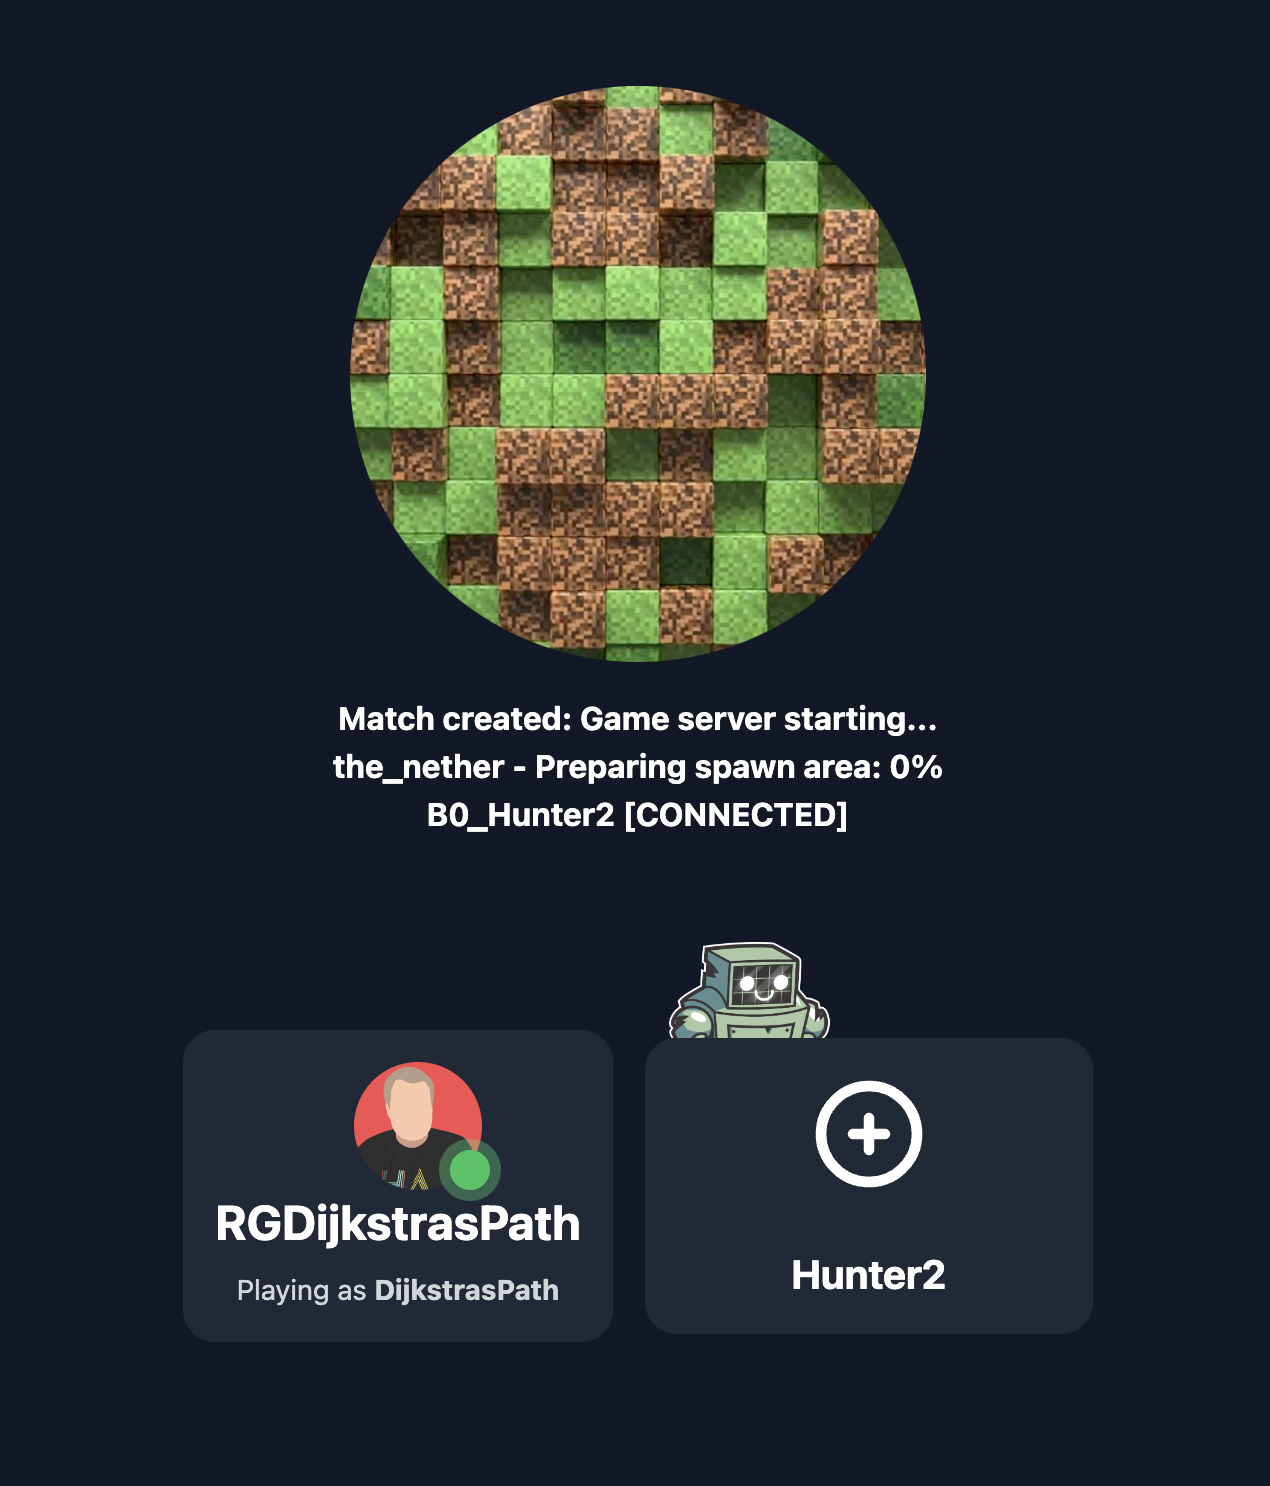 Match created: Game server starting...
the_nether - Preparing spawn area: 0%
B0_Hunter2 [CONNECTED]
RGDijkstrasPath
Playing as DijkstrasPath
Hunter2